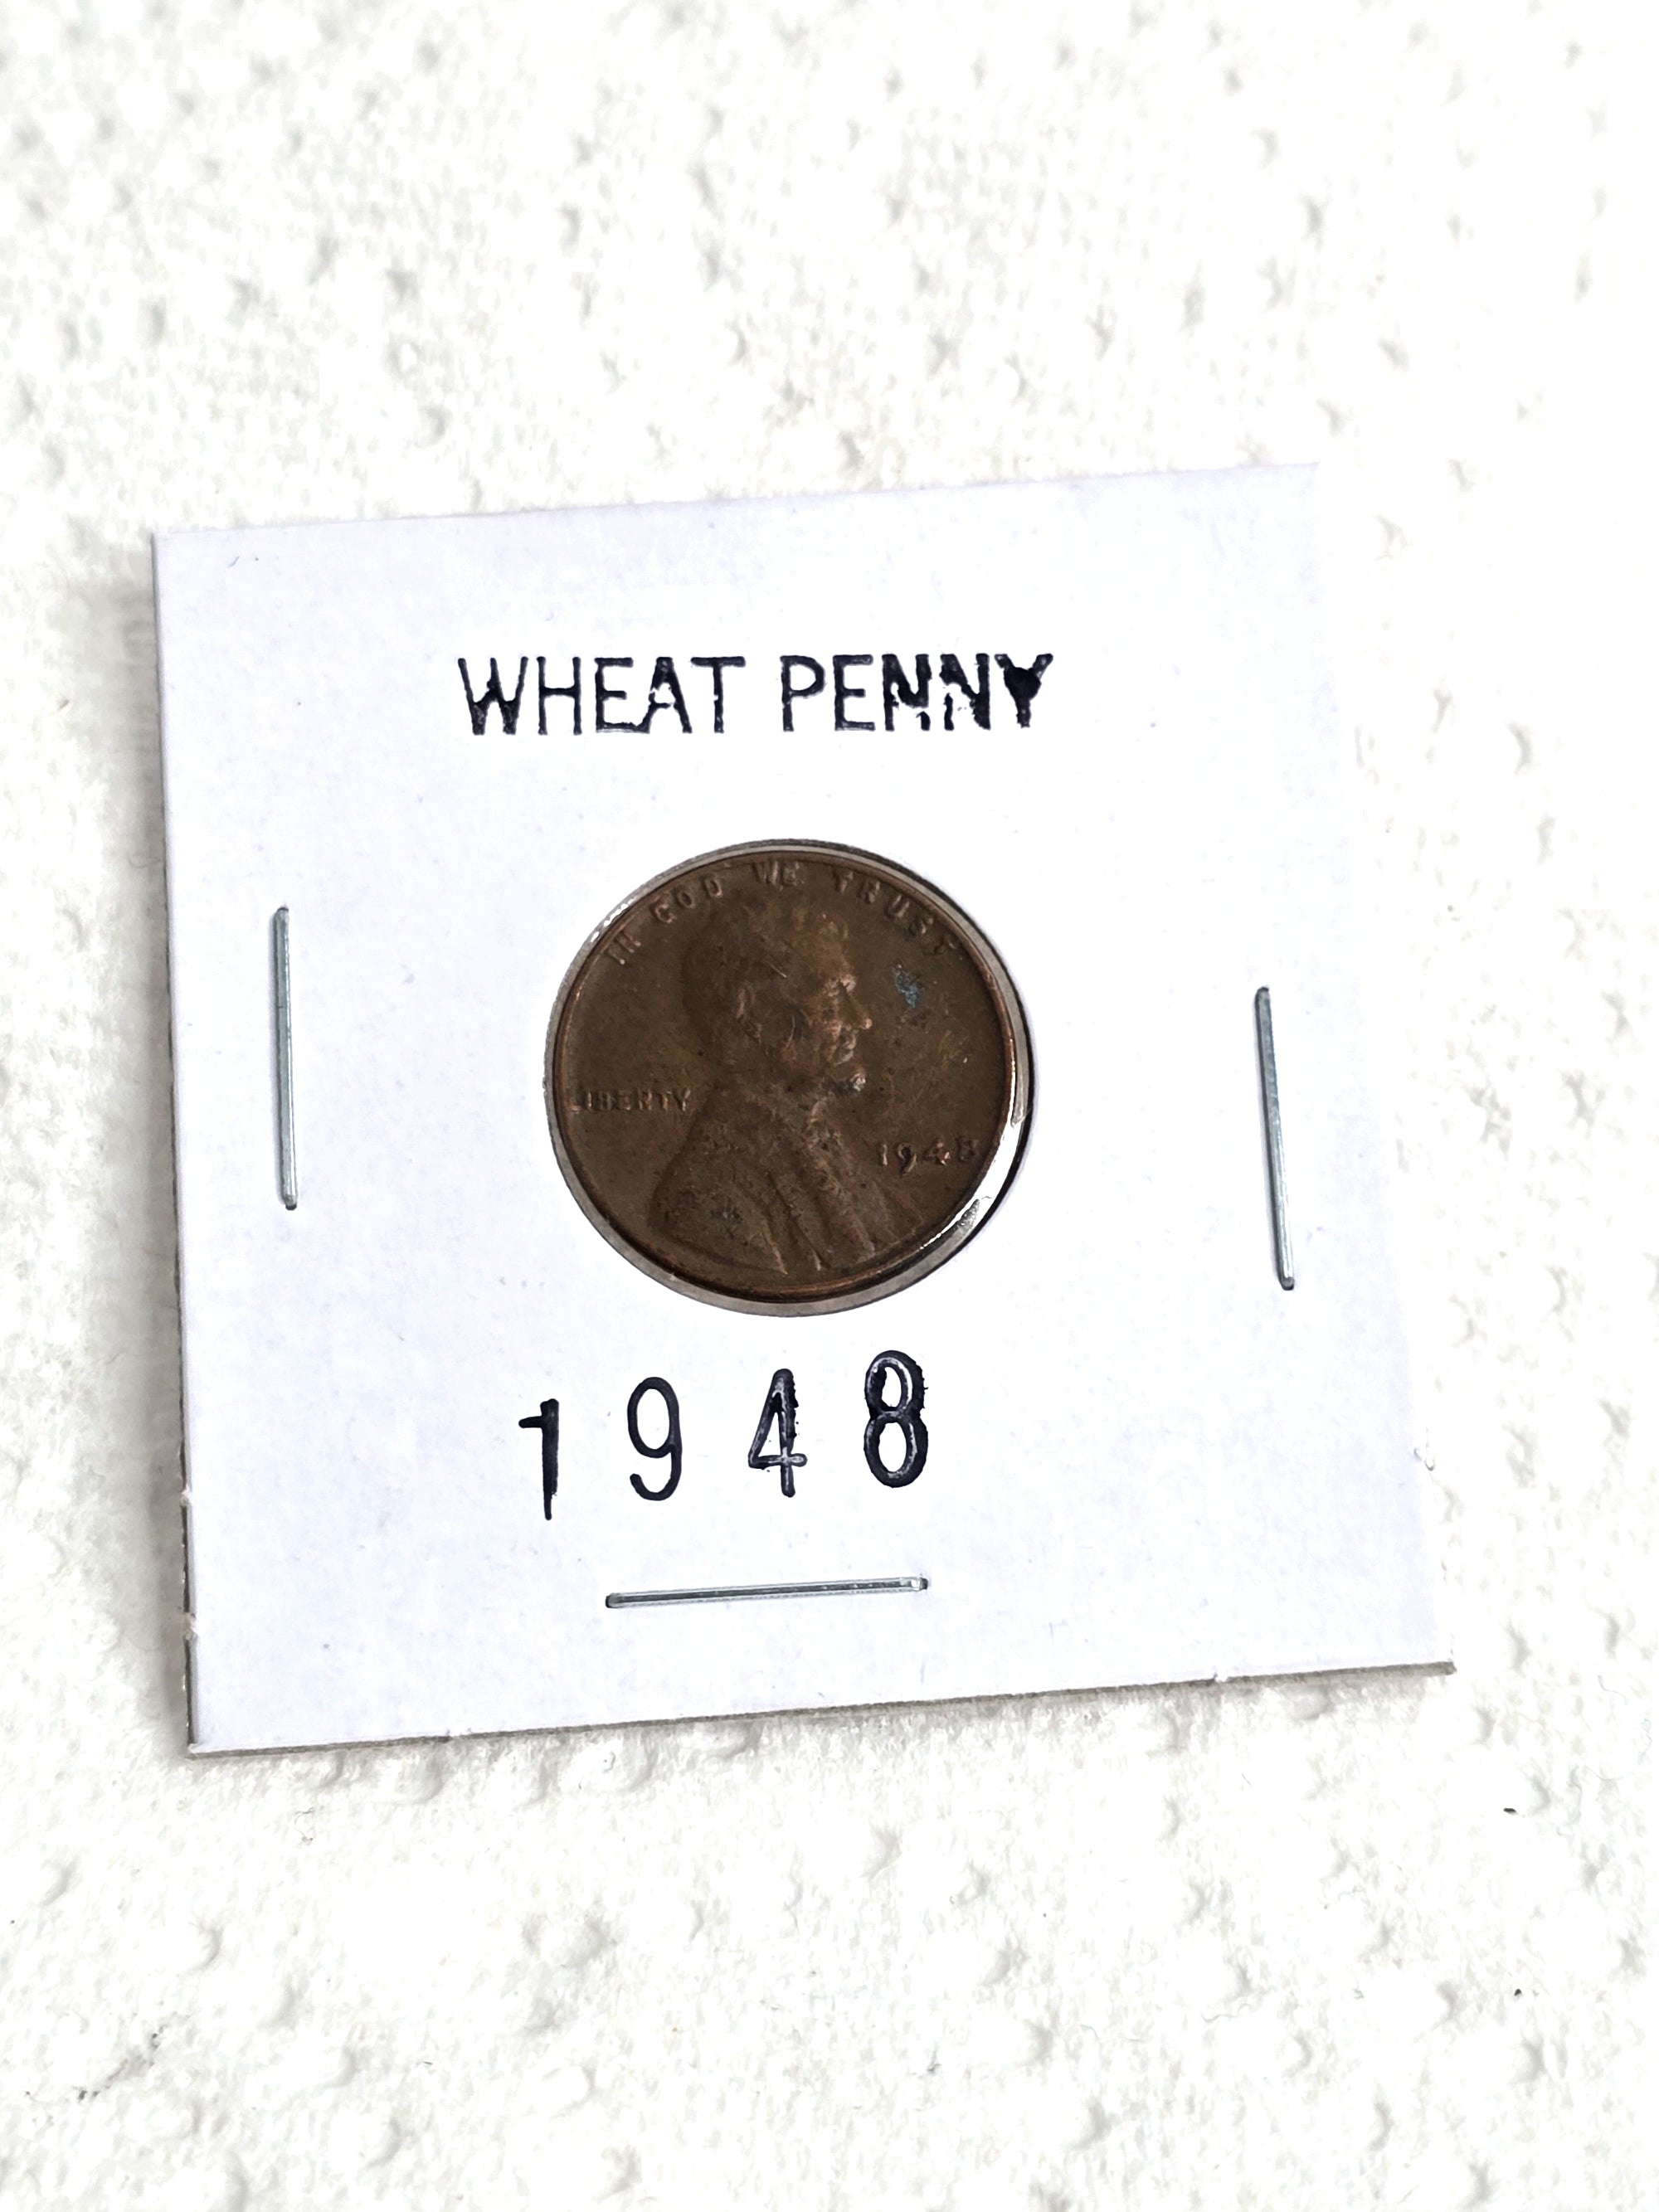 WHEAT PENNY
IN GOD WE TRUST
LIBERTY
1948
1948